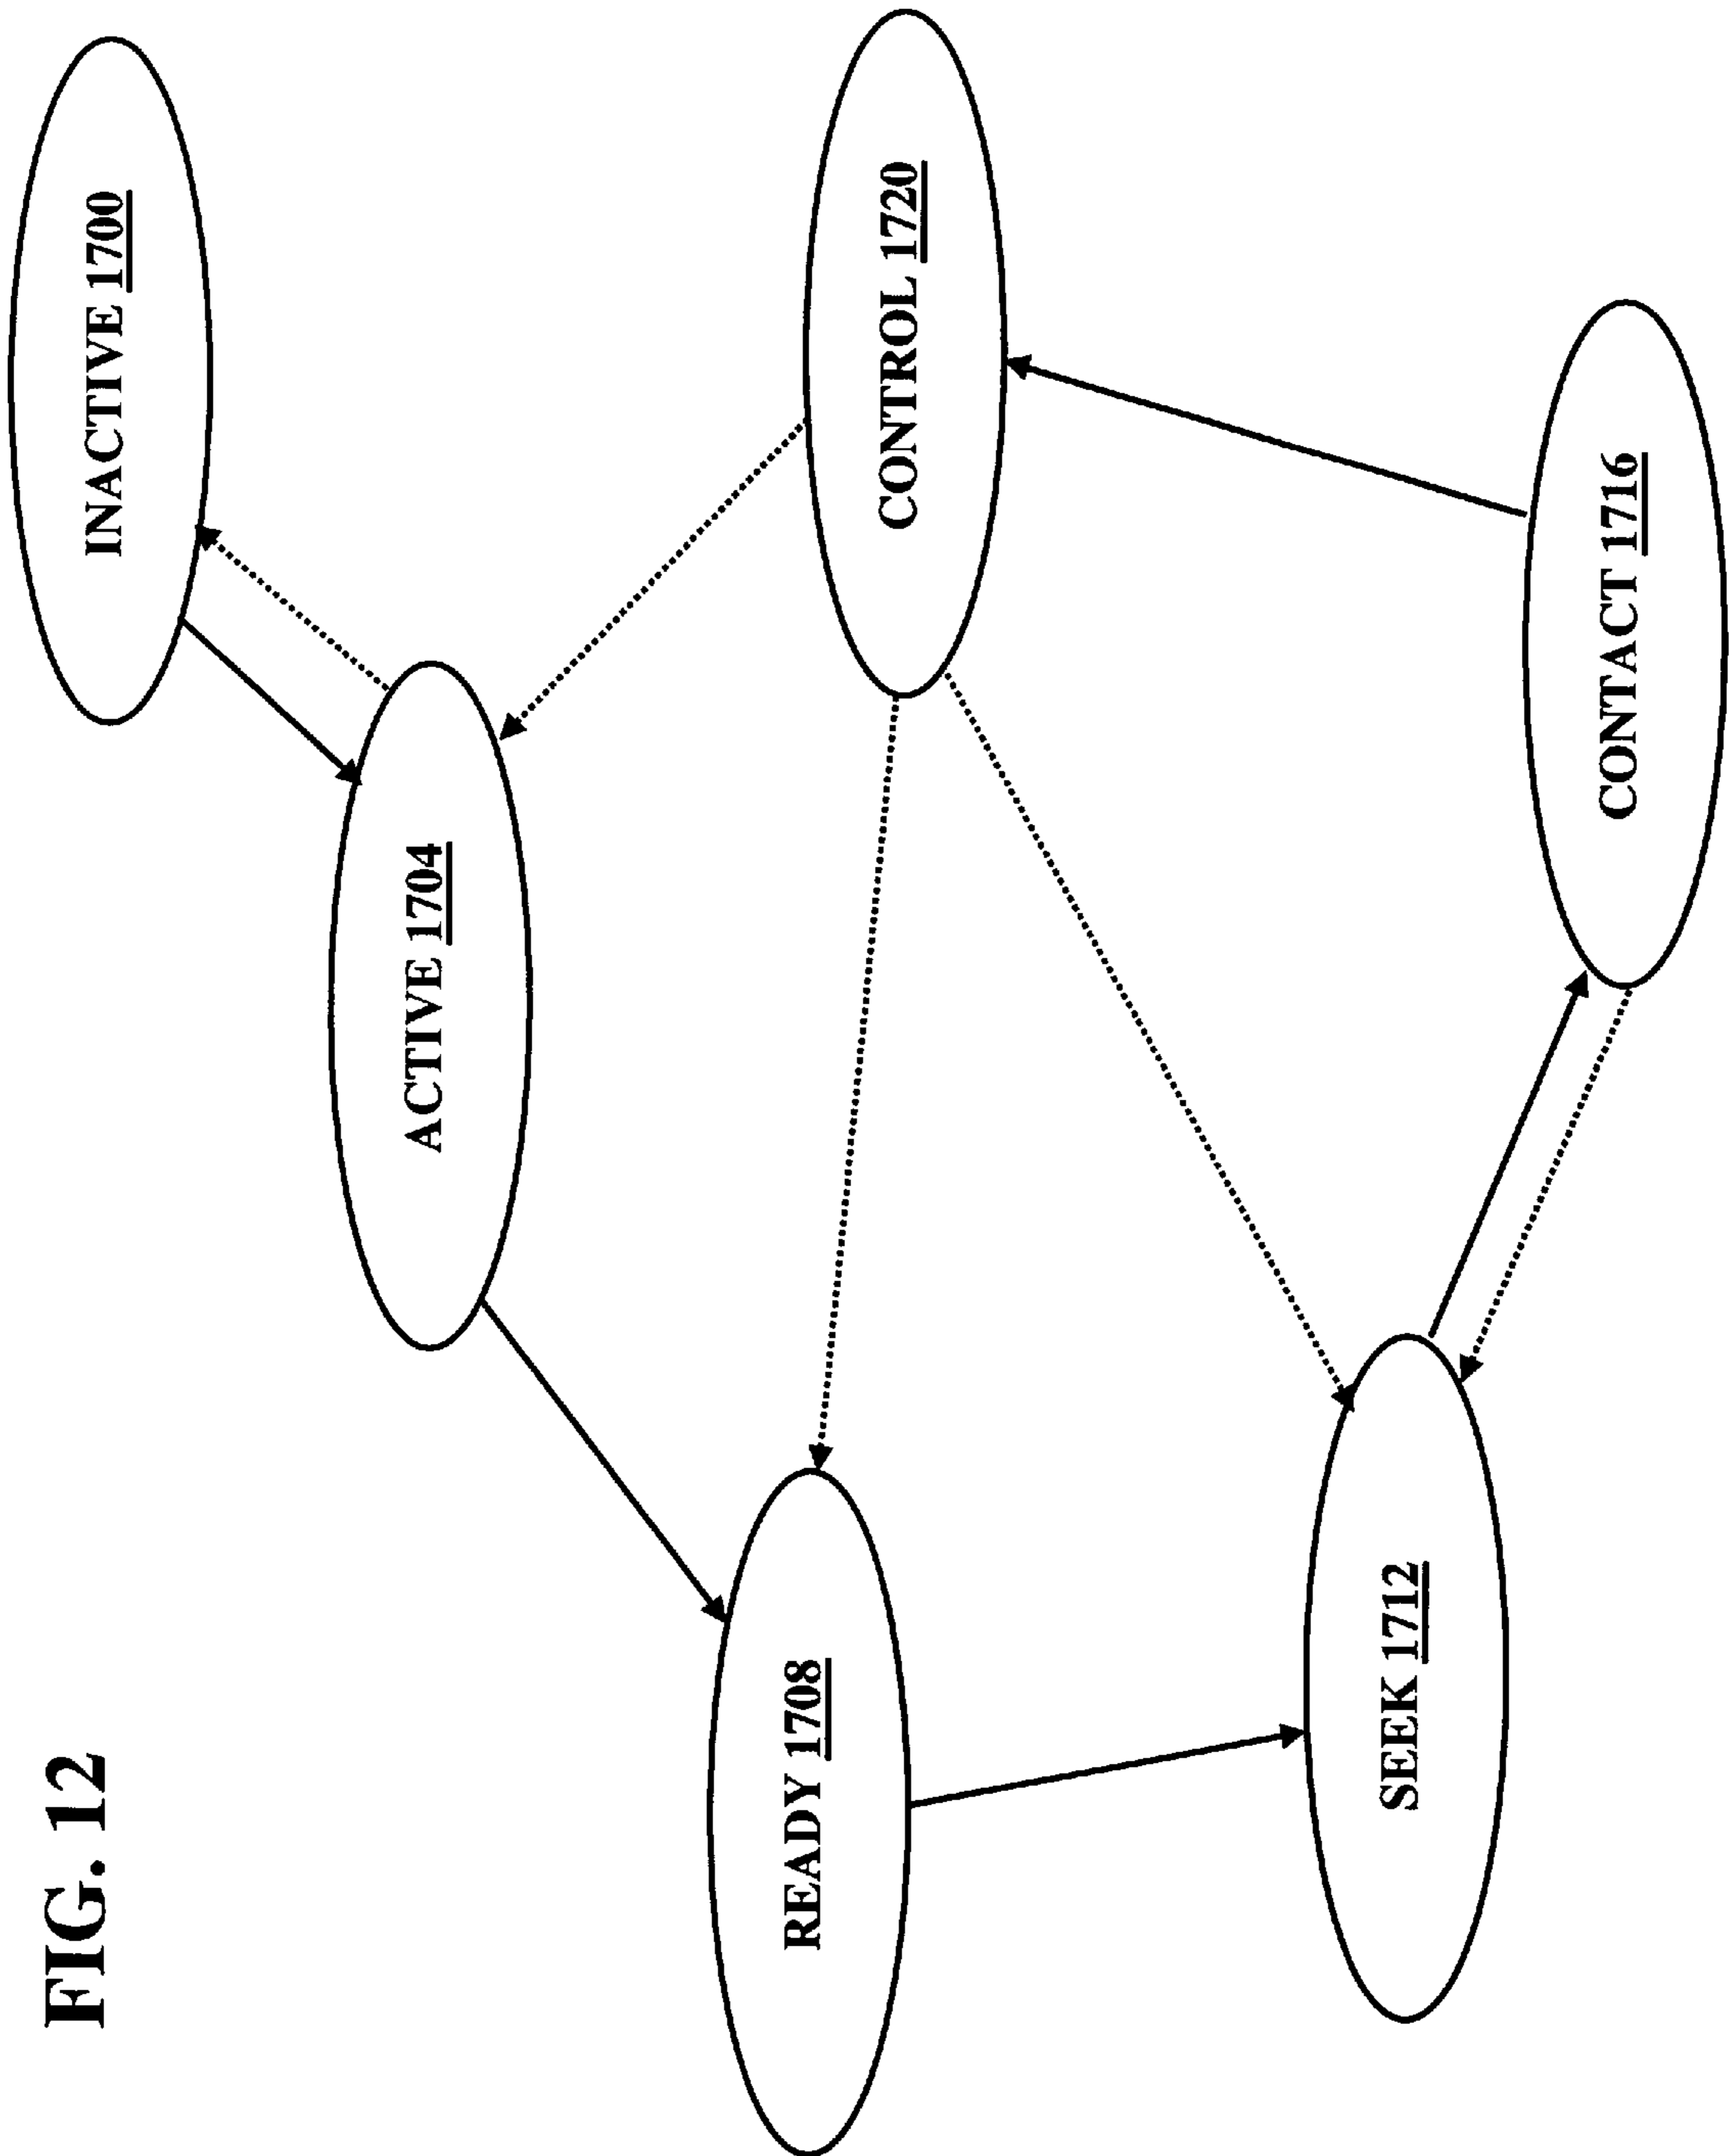 FIG. 12
INACTIVE 1700
ACTIVE 1704
READY 1708
CONTROL 1720
SEEK 1712
CONTACT 1716